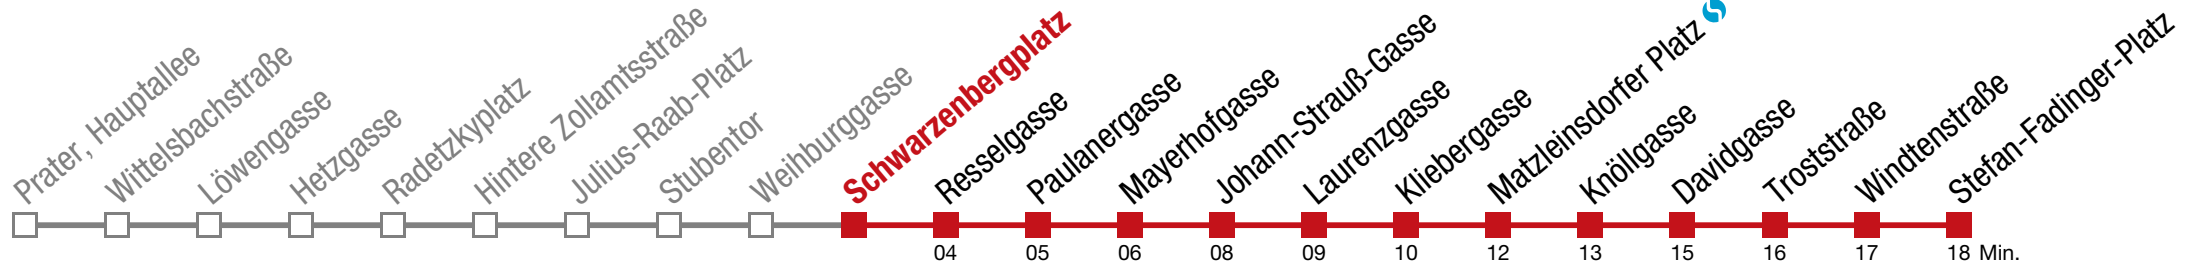 Prater, Hauptallee
Wittelsbachstraße
Löwengasse
Hetzgasse
Radetzkyplatz
Hintere Zollamtsstraße
Julius-Raab-Platz
Stubentor
Weihburggasse
Schwarzenbergplatz
Resselgasse
Paulanergasse
Mayerhofgasse
Johann-Strauß-Gasse
Laurenzgasse
Kliebergasse
Matzleinsdorfer Platz
Knöllgasse
Davidgasse
Troststraße
Windtenstraße
Stefan-Fadinger-Platz
04 05 06 08 09 10 12 13 15 16 17 18 Min.